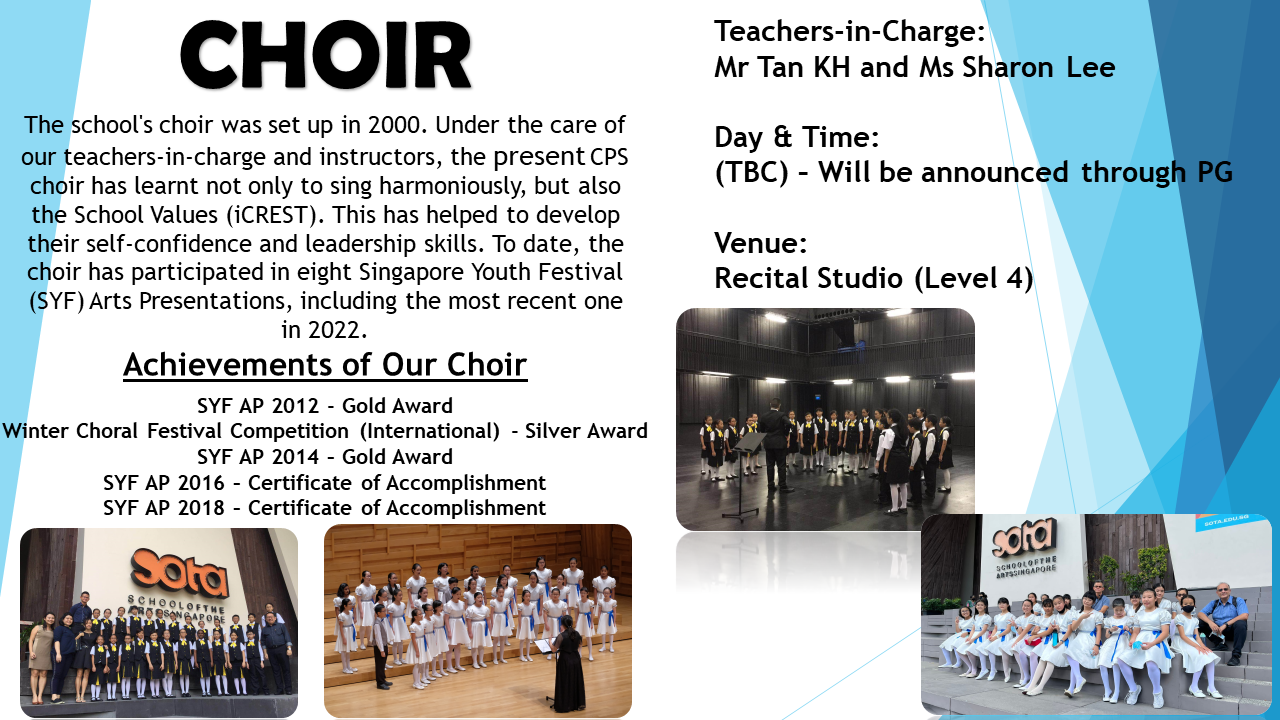 CHOIR
The school's choir was set up in 2000. Under the care of
our teachers-in-charge and instructors, the present CPS
choir has learnt not only to sing harmoniously, but also
the School Values (iCREST). This has helped to develop
their self-confidence and leadership skills. To date, the
choir has participated in eight Singapore Youth Festival
(SYF) Arts Presentations, including the most recent one
in 2022.
Achievements of Our Choir
SYF AP 2012 – Gold Award
Winter Choral Festival Competition (International) - Silver Award
SYF AP 2014 – Gold Award
SYF AP 2016 – Certificate of Accomplishment
SYF AP 2018 – Certificate of Accomplishment
Teachers-in-Charge:
Mr Tan KH and Ms Sharon Lee
Day & Time:
(TBC) – Will be announced through PG
Venue:
Recital Studio (Level 4)
sota
SCHOOLOFTHE
ARTSSINGAPORE
sota
SCHOOLOFTHE
ARTSSINGAPORE
SOTA.EDU.SG